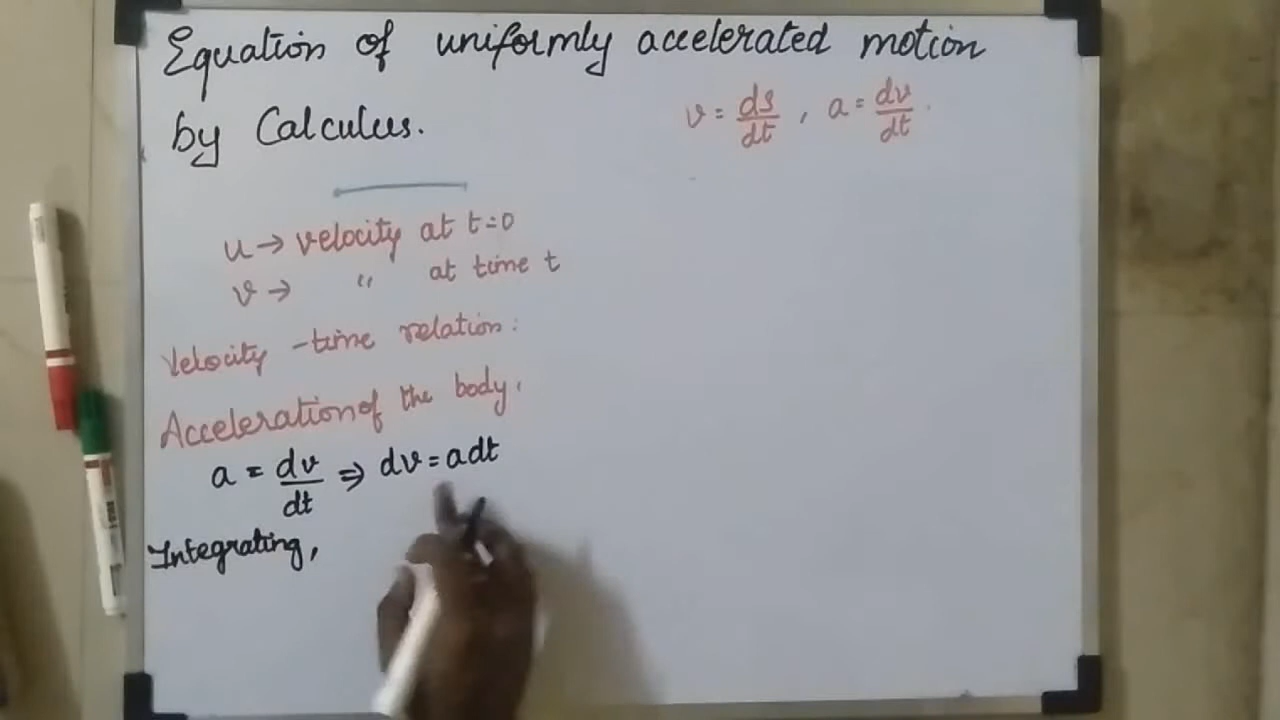 Equation of uniformly accelerated motion
by Calculus.
v = ds/dt , a = dv/dt .
u → velocity at t=0
v → " at time t
Velocity - time relation :
Acceleration of the body,
a = dv/dt ⇒ dv = adt
Integrating,